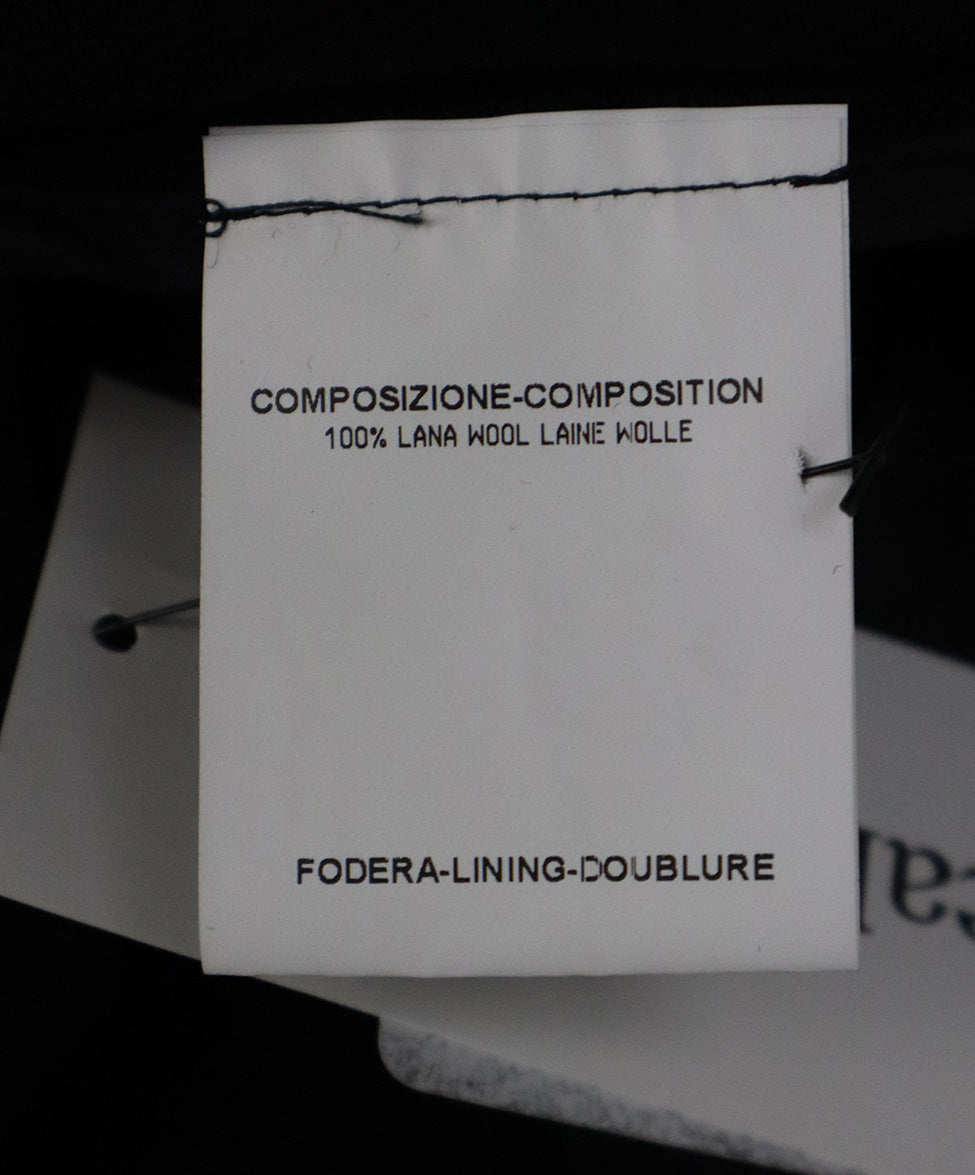 COMPOSIZIONE-COMPOSITION
100% LANA WOOL LAINE WOLLE
FODERA-LINING-DOUBLURE